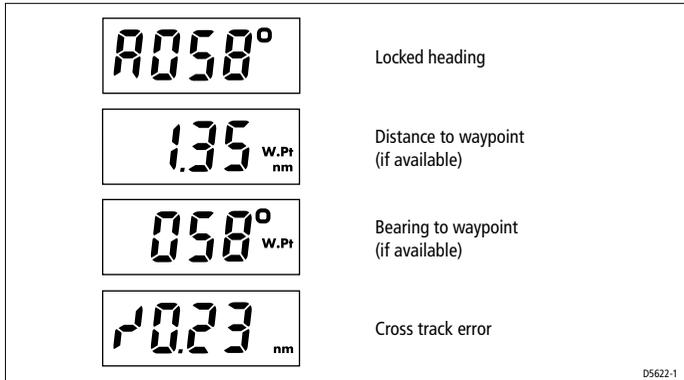 A058°
Locked heading
1.35 W.Pt nm
Distance to waypoint
(if available)
058° W.Pt
Bearing to waypoint
(if available)
0.23 nm
Cross track error
D5622-1